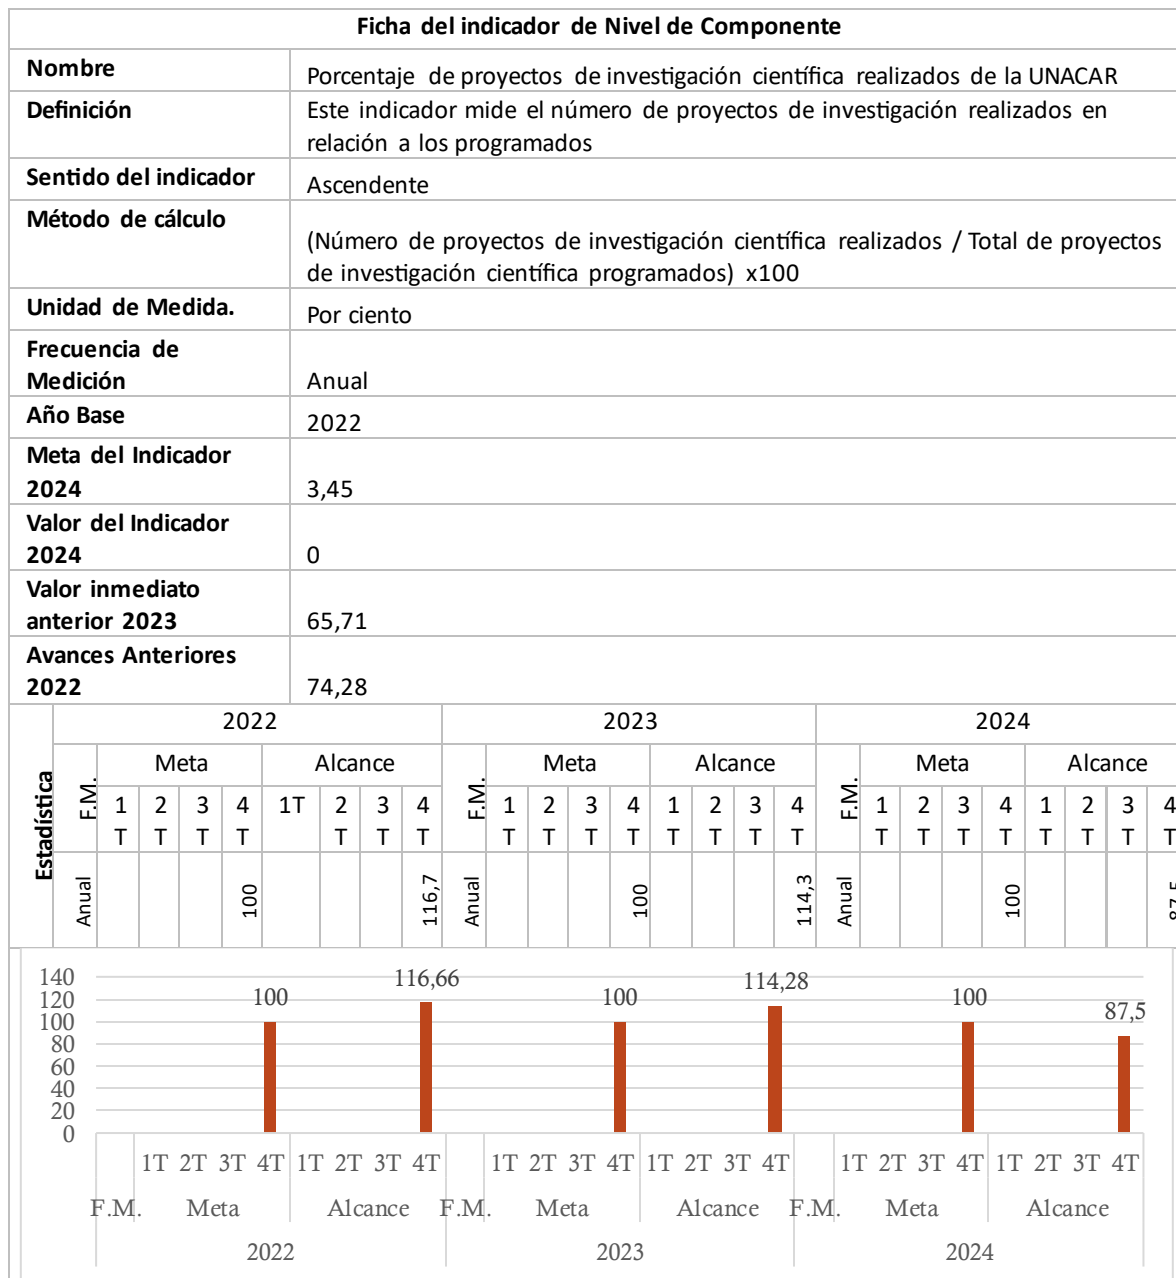 Ficha del indicador de Nivel de Componente
Nombre
Porcentaje de proyectos de investigación científica realizados de la UNACAR
Definición
Este indicador mide el número de proyectos de investigación realizados en
relación a los programados
Sentido del indicador
Ascendente
Método de cálculo
(Número de proyectos de investigación científica realizados / Total de proyectos
de investigación científica programados) x100
Unidad de Medida.
Por ciento
Frecuencia de
Medición
Anual
Año Base
2022
Meta del Indicador
2024
3,45
Valor del Indicador
2024
0
Valor inmediato
anterior 2023
65,71
Avances Anteriores
2022
74,28
Estadística
2022 2023 2024
F.M. Meta Alcance F.M. Meta Alcance F.M. Meta Alcance
1 2 3 4 1T 2 3 4 1 2 3 4 1 2 3 4 1 2 3 4 1 2 3 4
T T T T T T T T T T T T T T T T T T T T T T T
Anual 100 116,7 Anual 100 114,3 Anual 100 87,5
140
120
100
80
60
40
20
0
100 116,66 100 114,28 100 87,5
1T 2T 3T 4T 1T 2T 3T 4T 1T 2T 3T 4T 1T 2T 3T 4T 1T 2T 3T 4T 1T 2T 3T 4T
F.M. Meta Alcance F.M. Meta Alcance F.M. Meta Alcance
2022 2023 2024